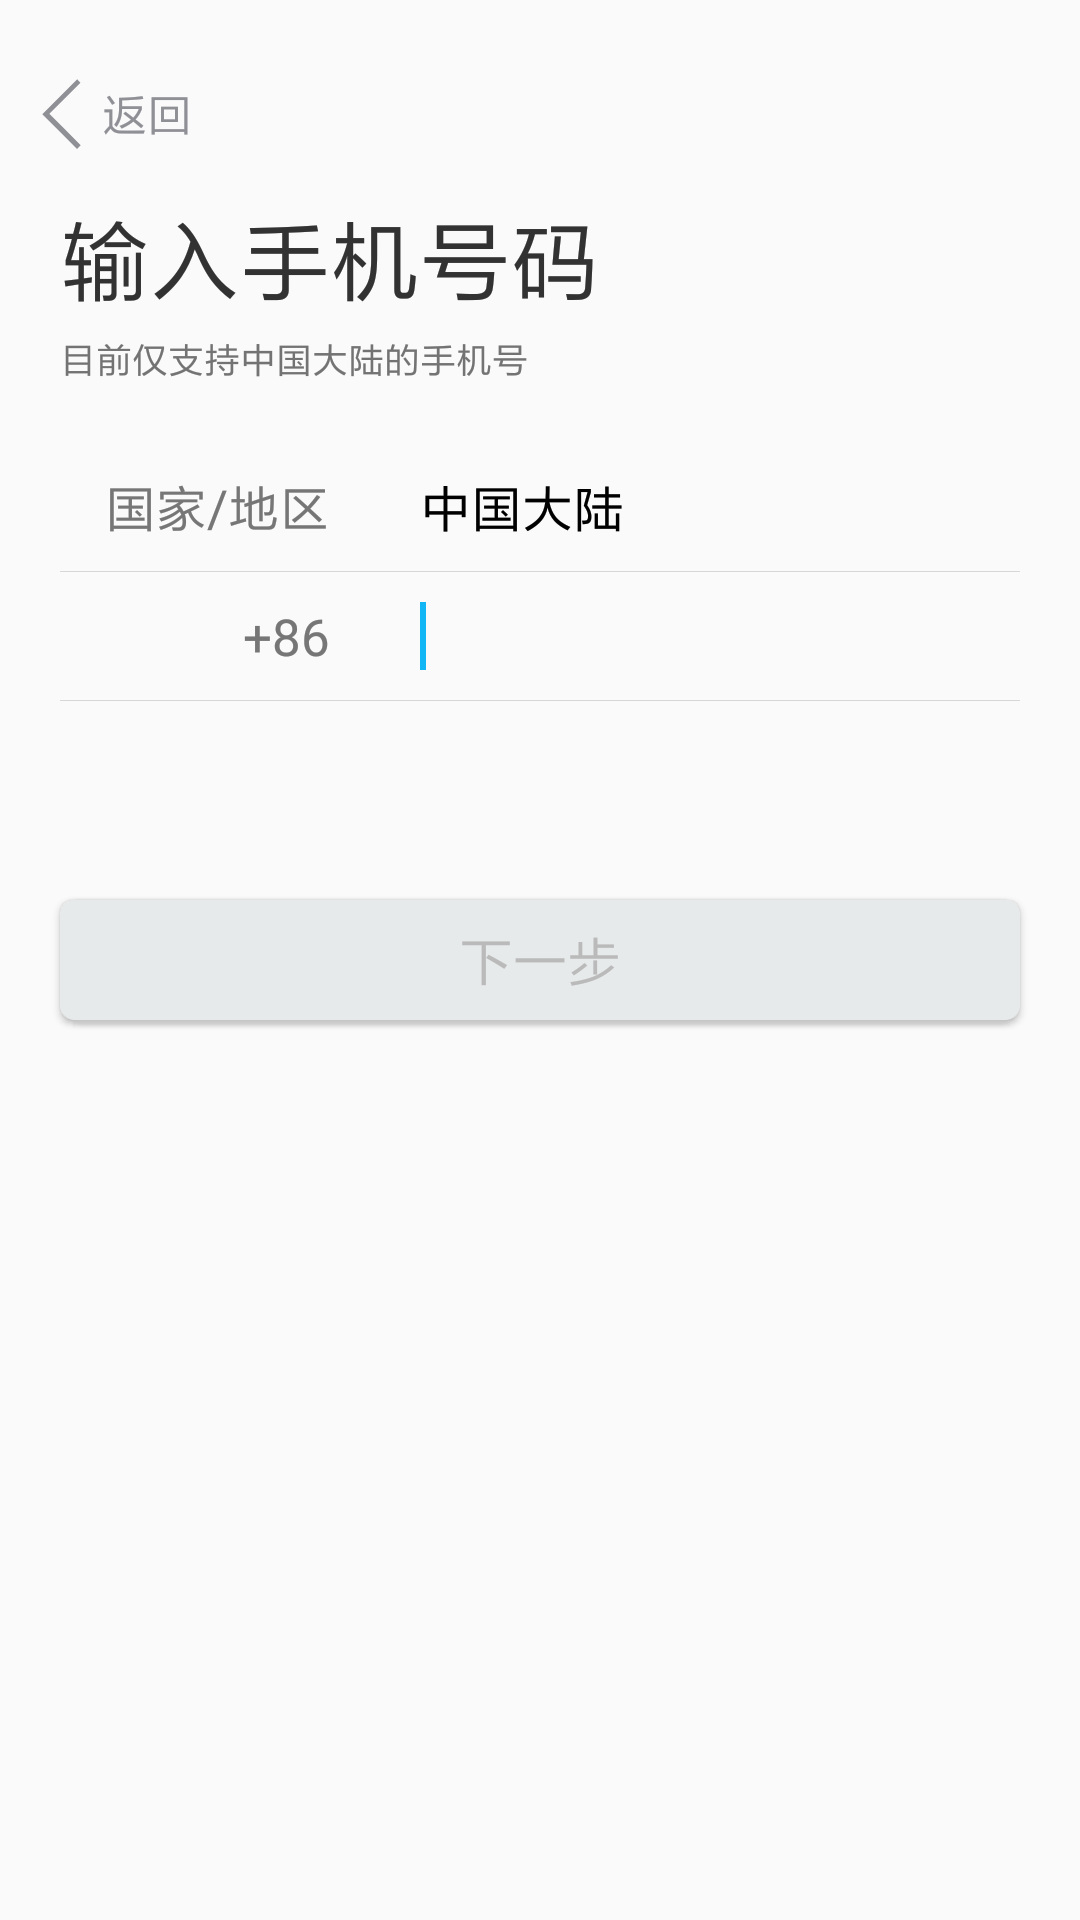 返回
输入手机号码
目前仅支持中国大陆的手机号
国家/地区 中国大陆
+86
下一步